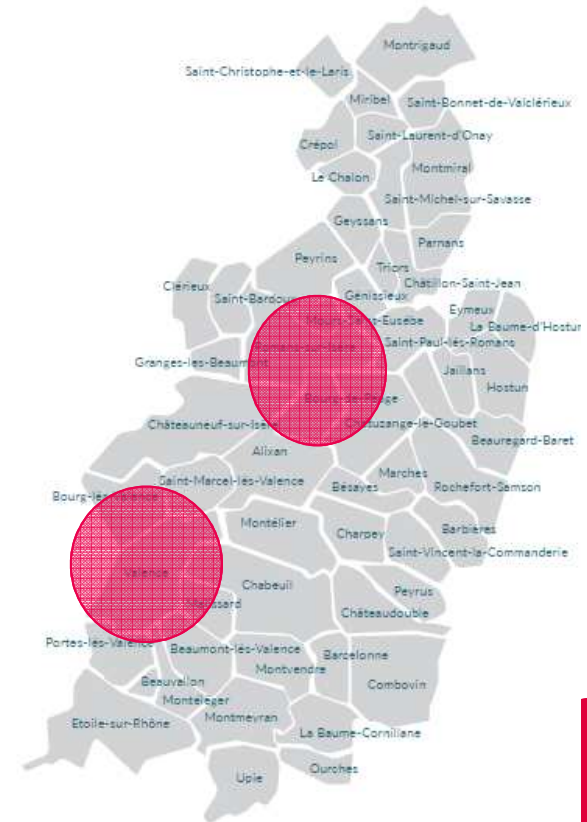 Montrigaud
Saint-Christophe-et-le-Laris
Miribel
Saint-Bonnet-de-Valclérieux
Saint-Laurent-d'Onay
Crépol
Montmiral
Le Chalon
Saint-Michel-sur-Savasse
Geyssans
Parnans
Peyrins
Triors
Châtillon-Saint-Jean
Clérieux
Saint-Bardoux
Génissieux
Eymeux
La Baume-d'Hostun
Saint-Paul-lès-Romans
Granges-les-Beaumont
Jaillans
Hostun
Bourg-de-Péage
Châteauneuf-sur-Isère
Chatuzange-le-Goubet
Beauregard-Baret
Alixan
Marches
Saint-Marcel-lès-Valence
Bésayes
Rochefort-Samson
Montélier
Barbières
Charpey
Saint-Vincent-la-Commanderie
Valence
Chabeuil
Peyrus
Châteaudouble
Portes-lès-Valence
Beaumont-lès-Valence
Barcelonne
Montvendre
Beauvallon
Combovin
Monteleger
Etoile-sur-Rhône
Montmeyran
La Baume-Cornillane
Upie
Ourches